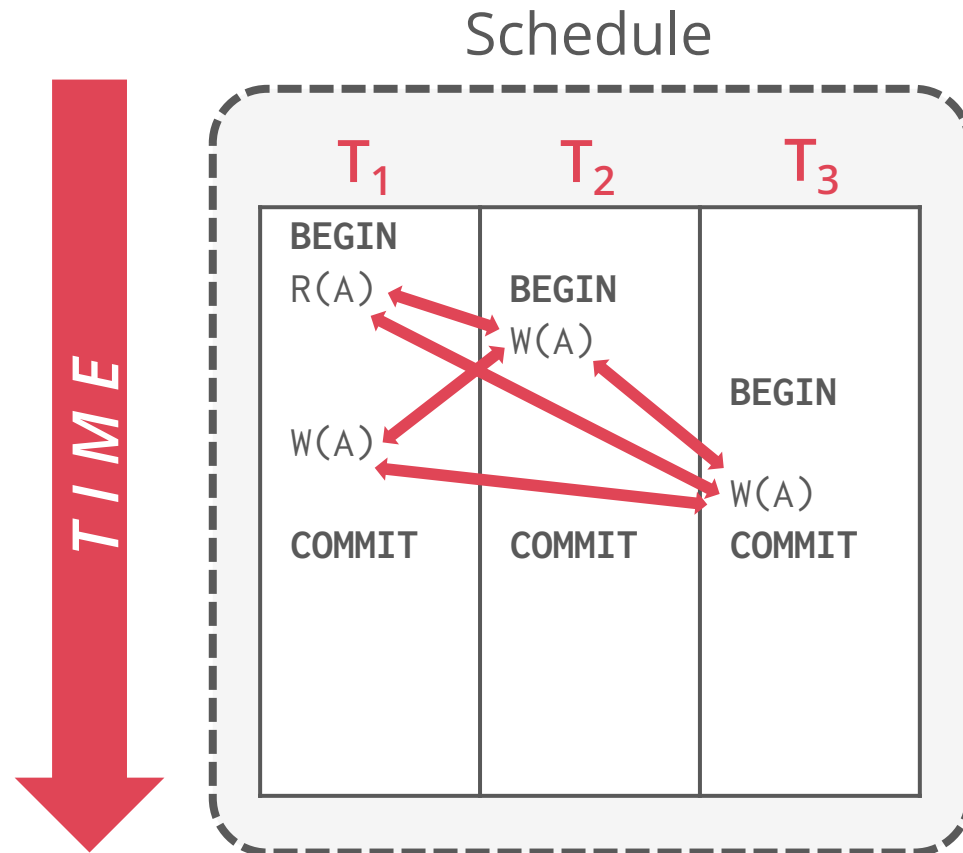 Schedule
TIME
T₁ T₂ T₃
BEGIN
R(A) BEGIN
W(A)
BEGIN
W(A)
W(A)
COMMIT COMMIT COMMIT